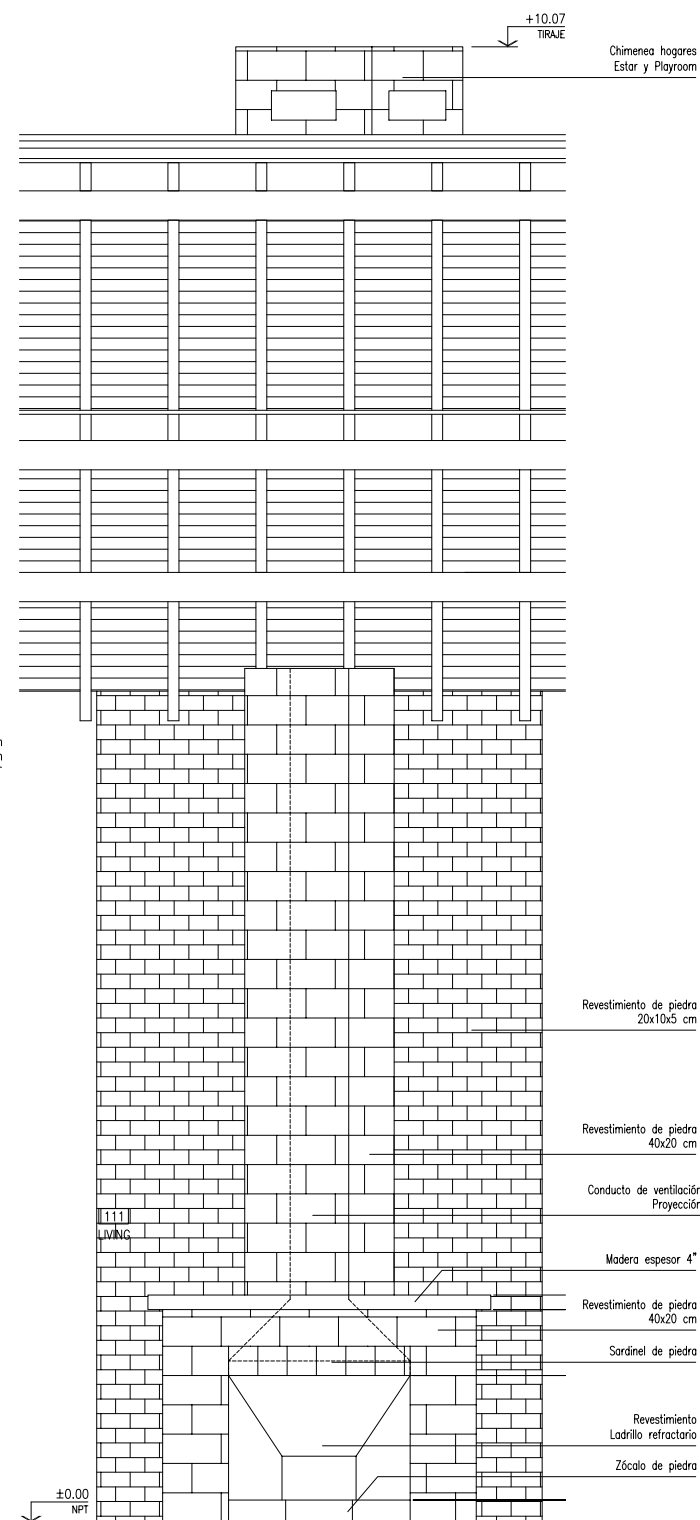 +10.07
TIRAJE
Chimenea hogares
Estar y Playroom
Revestimiento de piedra
20x10x5 cm
Revestimiento de piedra
40x20 cm
Conducto de ventilación
Proyección
111
LIVING
Madera espesor 4"
Revestimiento de piedra
40x20 cm
Sardinel de piedra
Revestimiento
Ladrillo refractario
Zócalo de piedra
±0.00
NPT